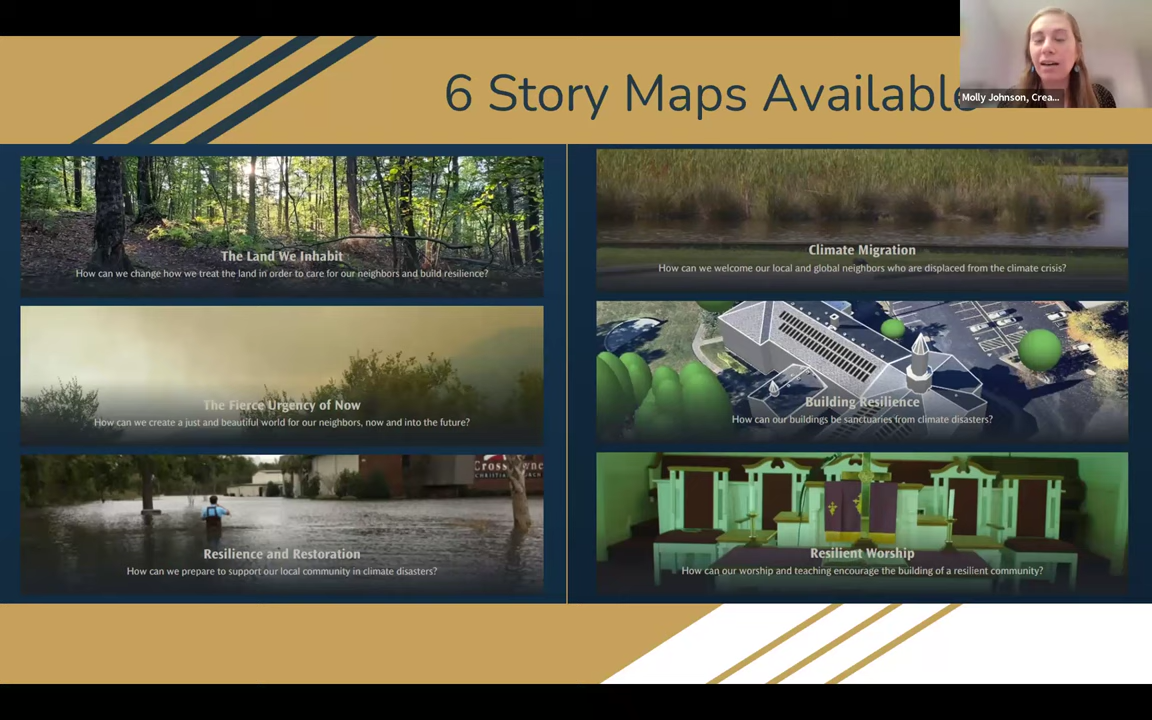 6 Story Maps Available
Molly Johnson, Crea...
The Land We Inhabit
How can we change how we treat the land in order to care for our neighbors and build resilience?
The Fierce Urgency of Now
How can we create a just and beautiful world for our neighbors, now and into the future?
Cross
CHRISTIAN CHURCH
Resilience and Restoration
How can we prepare to support our local community in climate disasters?
Climate Migration
How can we welcome our local and global neighbors who are displaced from the climate crisis?
Building Resilience
How can our buildings be sanctuaries from climate disasters?
Resilient Worship
How can our worship and teaching encourage the building of a resilient community?